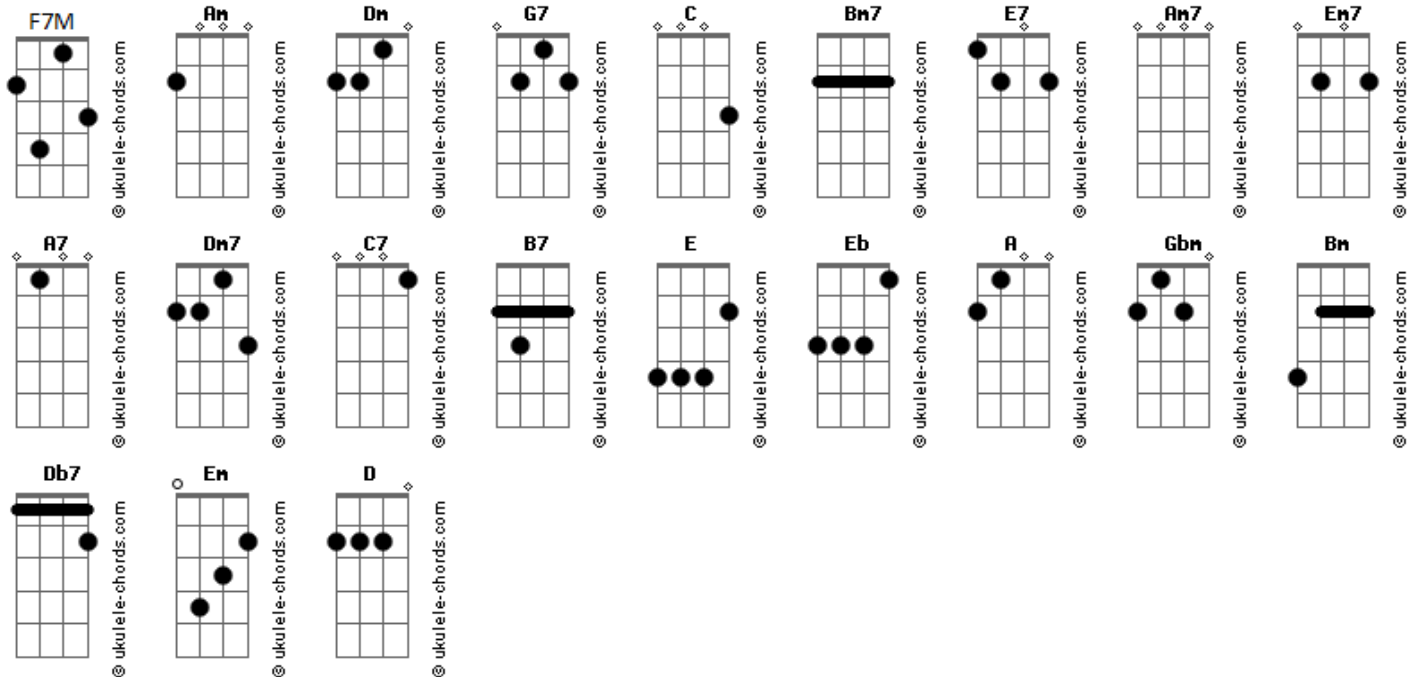 F7M Am Dm G7 C Bm7 E7 Am7 Em7
© ukulele-chords.com © ukulele-chords.com © ukulele-chords.com © ukulele-chords.com © ukulele-chords.com © ukulele-chords.com © ukulele-chords.com © ukulele-chords.com © ukulele-chords.com
A7 Dm7 C7 B7 E Eb A Gbm Bm
© ukulele-chords.com © ukulele-chords.com © ukulele-chords.com © ukulele-chords.com © ukulele-chords.com © ukulele-chords.com © ukulele-chords.com © ukulele-chords.com © ukulele-chords.com
Db7 Em D
© ukulele-chords.com © ukulele-chords.com © ukulele-chords.com